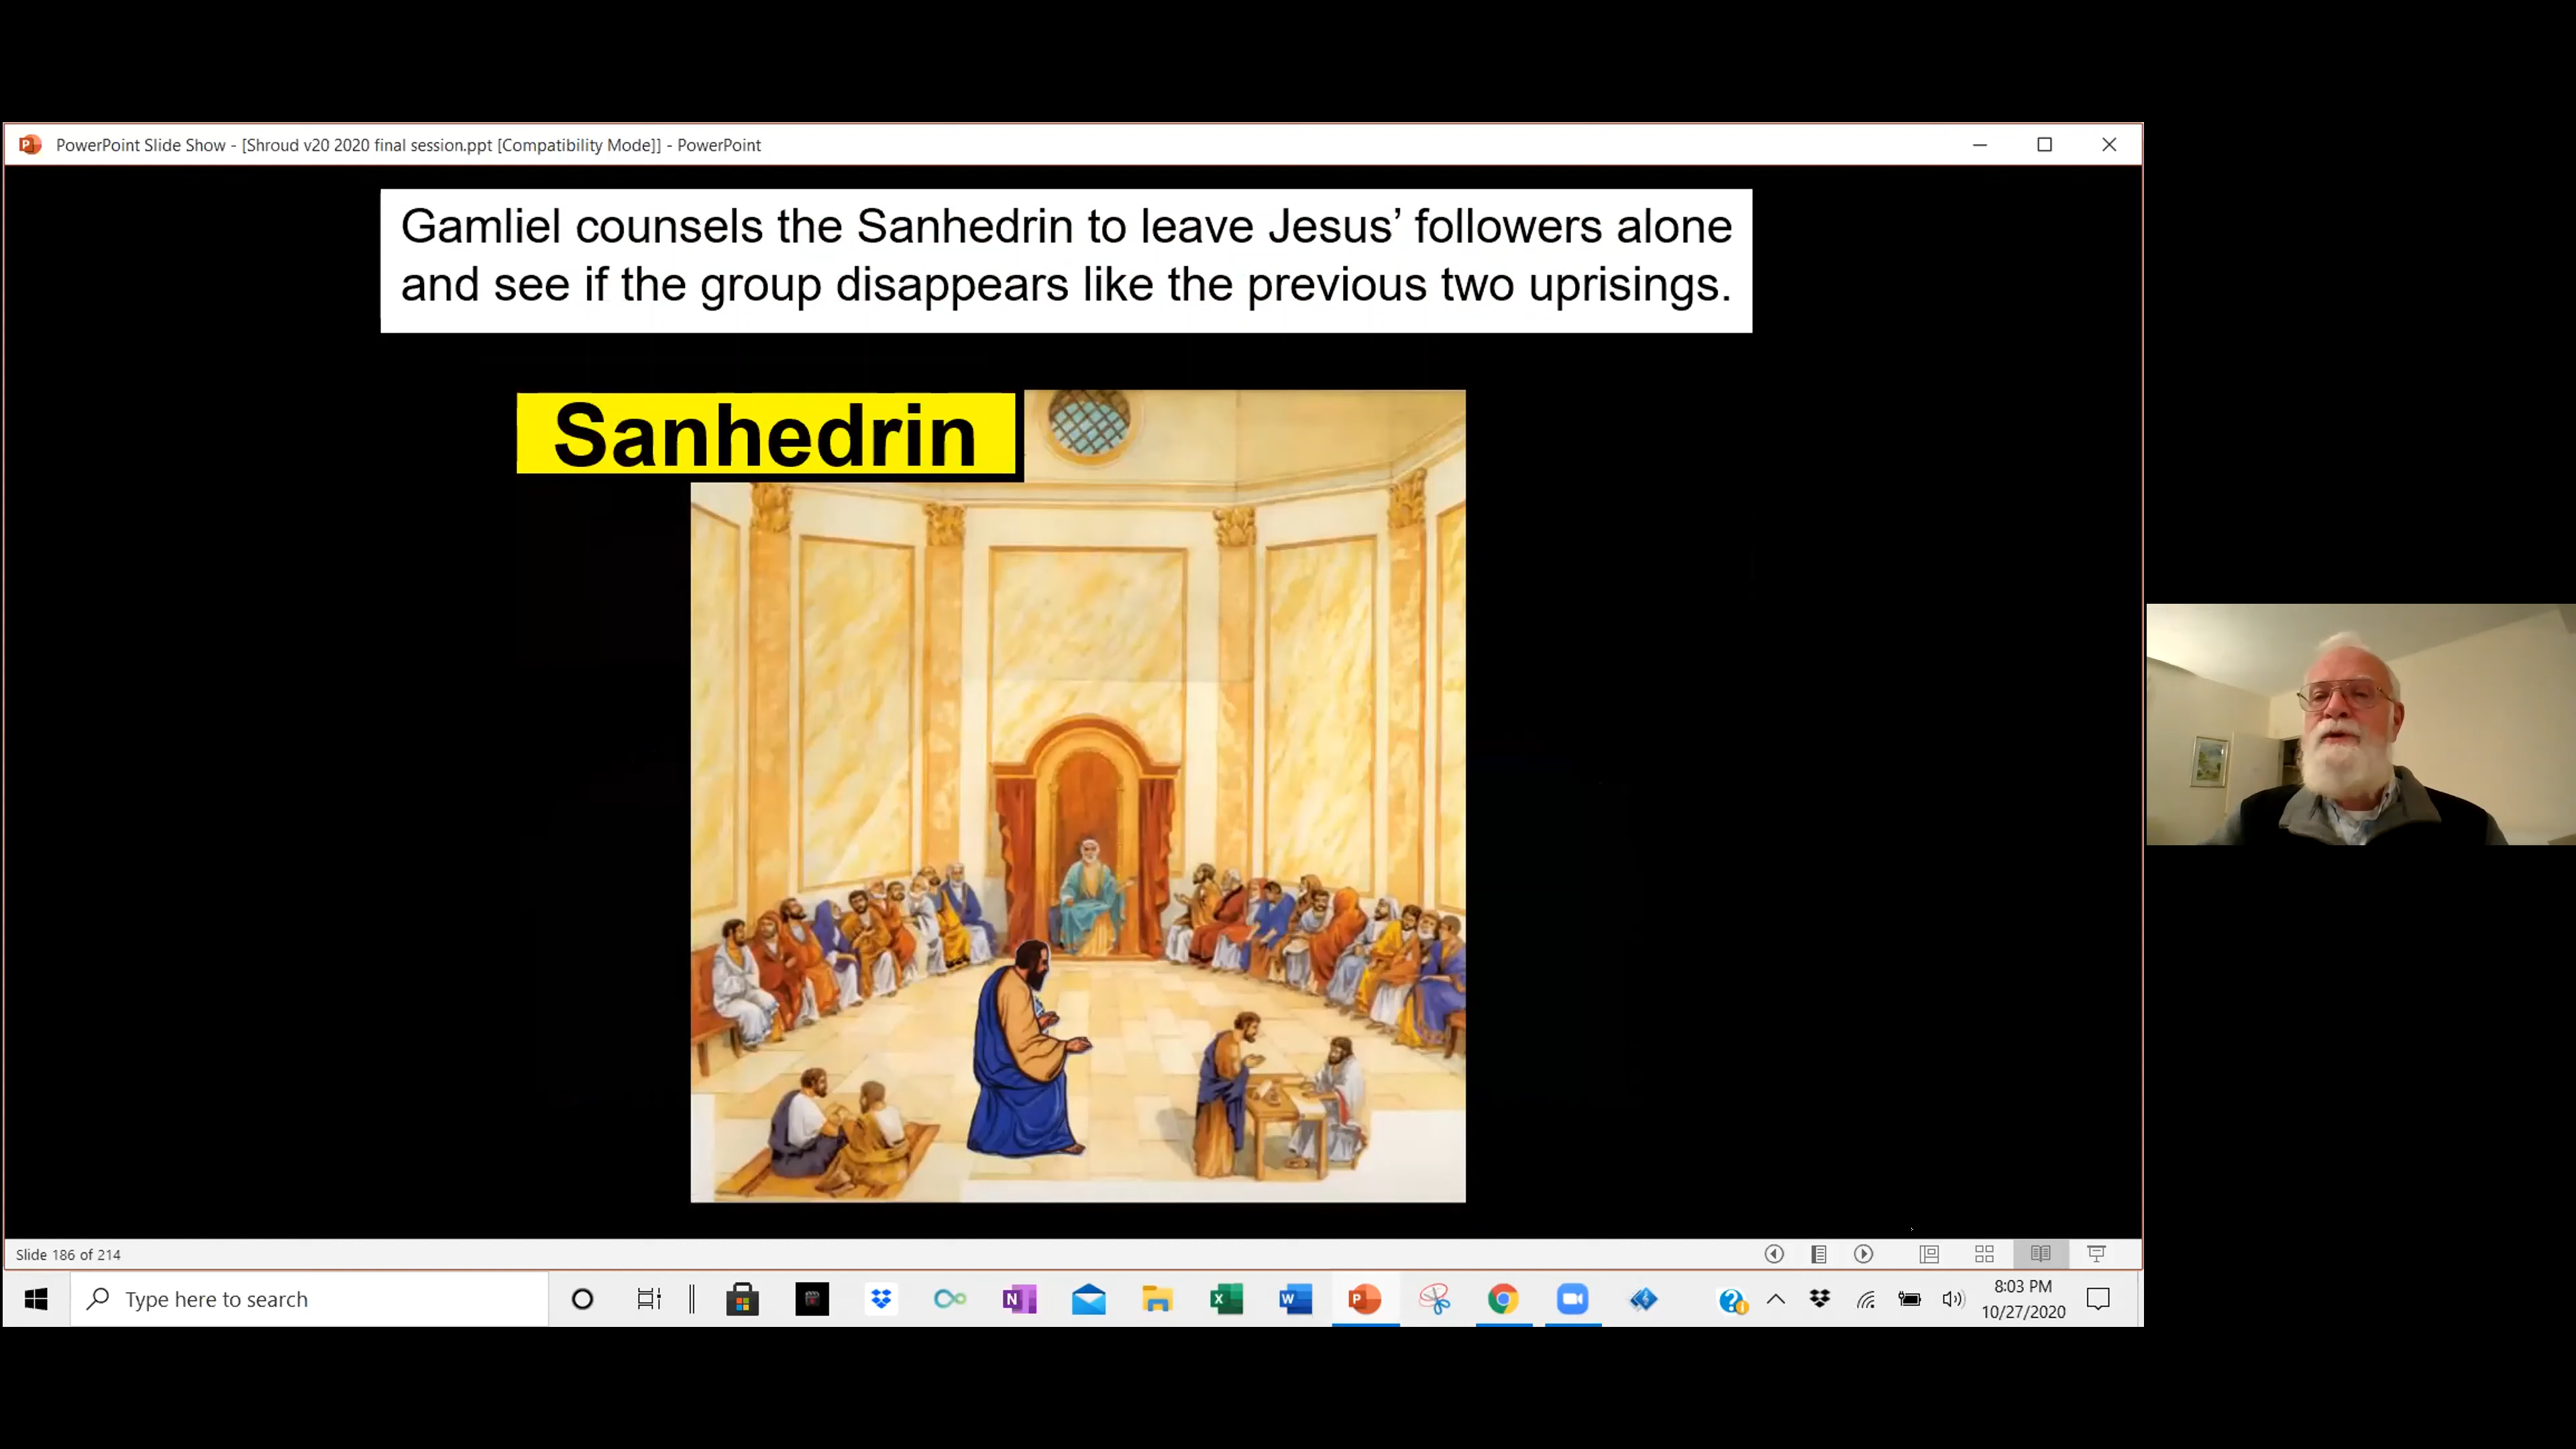 PowerPoint Slide Show - [Shroud v20 2020 final session.ppt [Compatibility Mode]] - PowerPoint
Gamliel counsels the Sanhedrin to leave Jesus’ followers alone
and see if the group disappears like the previous two uprisings.
Sanhedrin
Slide 186 of 214
Type here to search
8:03 PM
10/27/2020